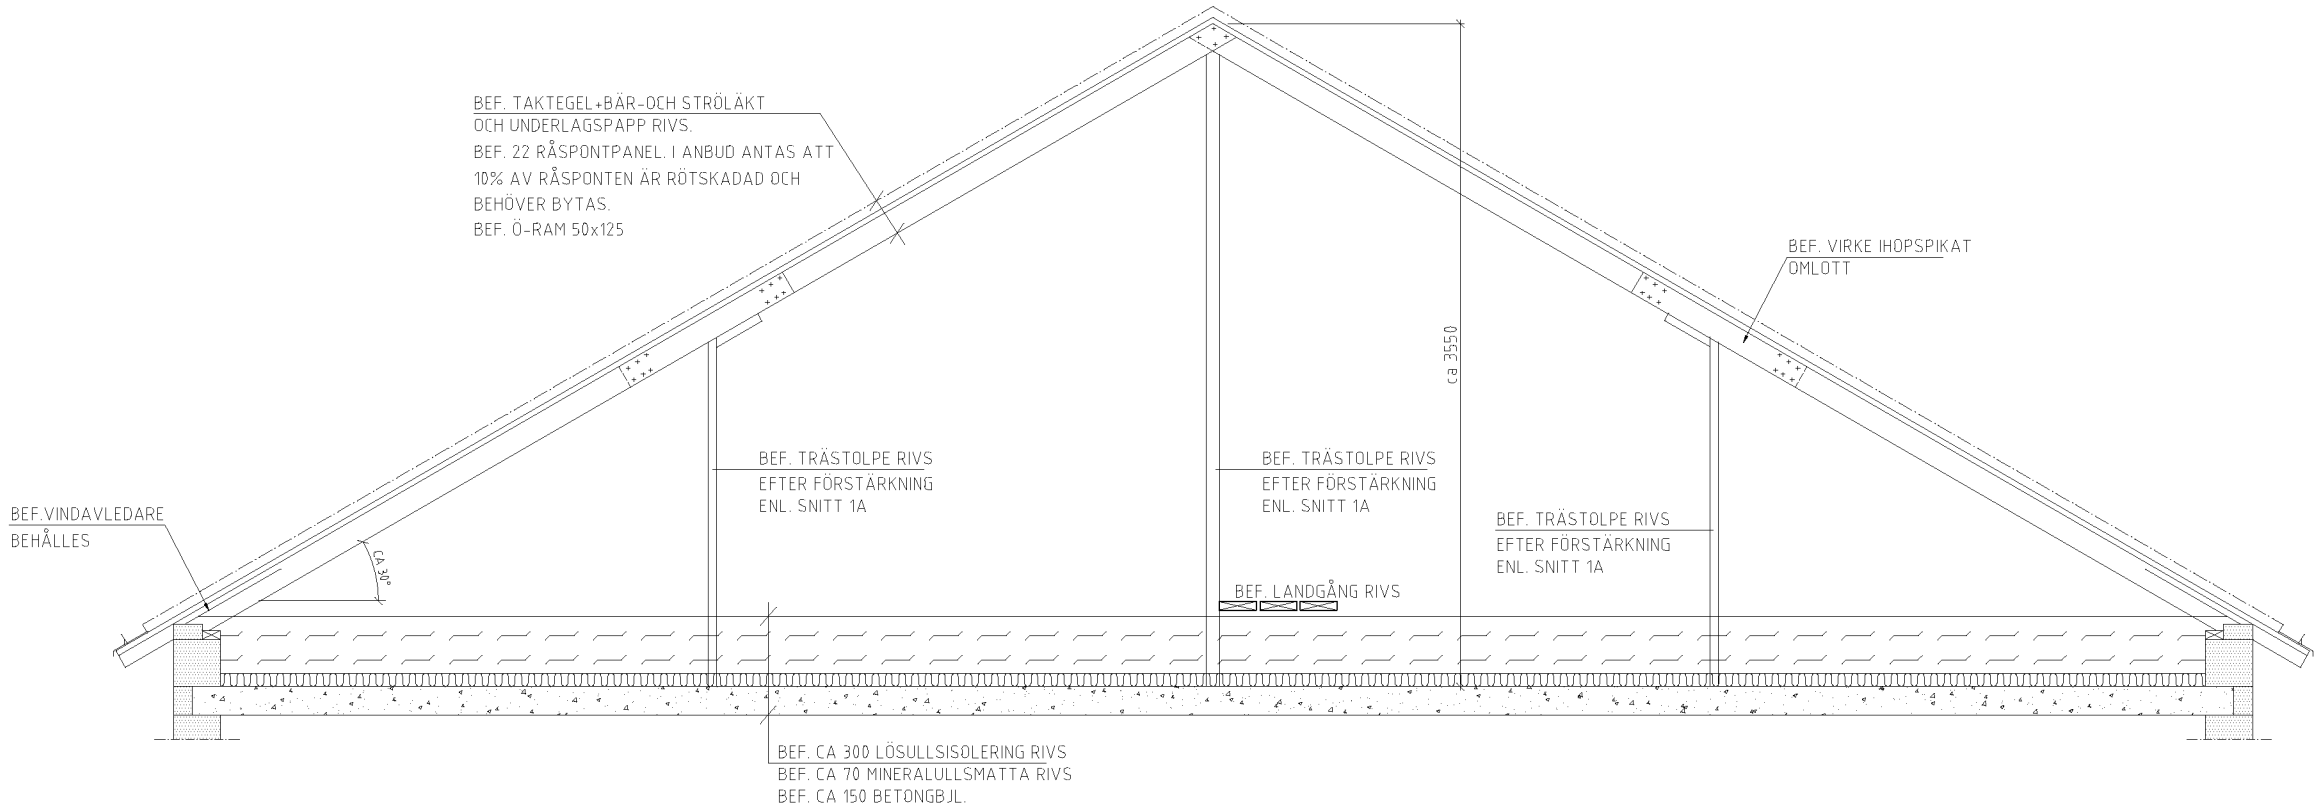 BEF. TAKTEGEL+BÄR-OCH STRÖLÄKT
OCH UNDERLAGSPAPP RIVS.
BEF. 22 RÅSPONTPANEL. I ANBUD ANTAS ATT
10% AV RÅSPONTEN ÄR RÖTSKADAD OCH
BEHÖVER BYTAS.
BEF. Ö-RAM 50x125
BEF. VIRKE IHOPSPIKAT
OMLOTT
ca 3550
BEF. TRÄSTOLPE RIVS
EFTER FÖRSTÄRKNING
ENL. SNITT 1A
BEF. TRÄSTOLPE RIVS
EFTER FÖRSTÄRKNING
ENL. SNITT 1A
BEF. TRÄSTOLPE RIVS
EFTER FÖRSTÄRKNING
ENL. SNITT 1A
BEF.VINDAVLEDARE
BEHÅLLES
CA 30°
BEF. LANDGÅNG RIVS
BEF. CA 300 LÖSULLSISOLERING RIVS
BEF. CA 70 MINERALULLSMATTA RIVS
BEF. CA 150 BETONGBJL.